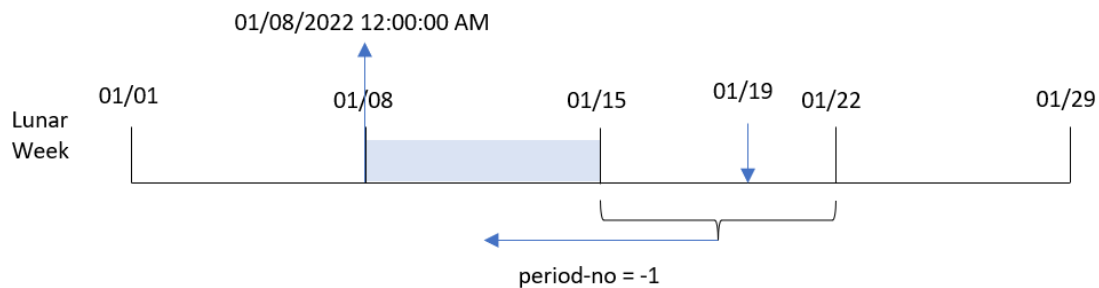 01/08/2022 12:00:00 AM
01/01
01/08
01/15
01/19
01/22
01/29
Lunar
Week
period-no = -1